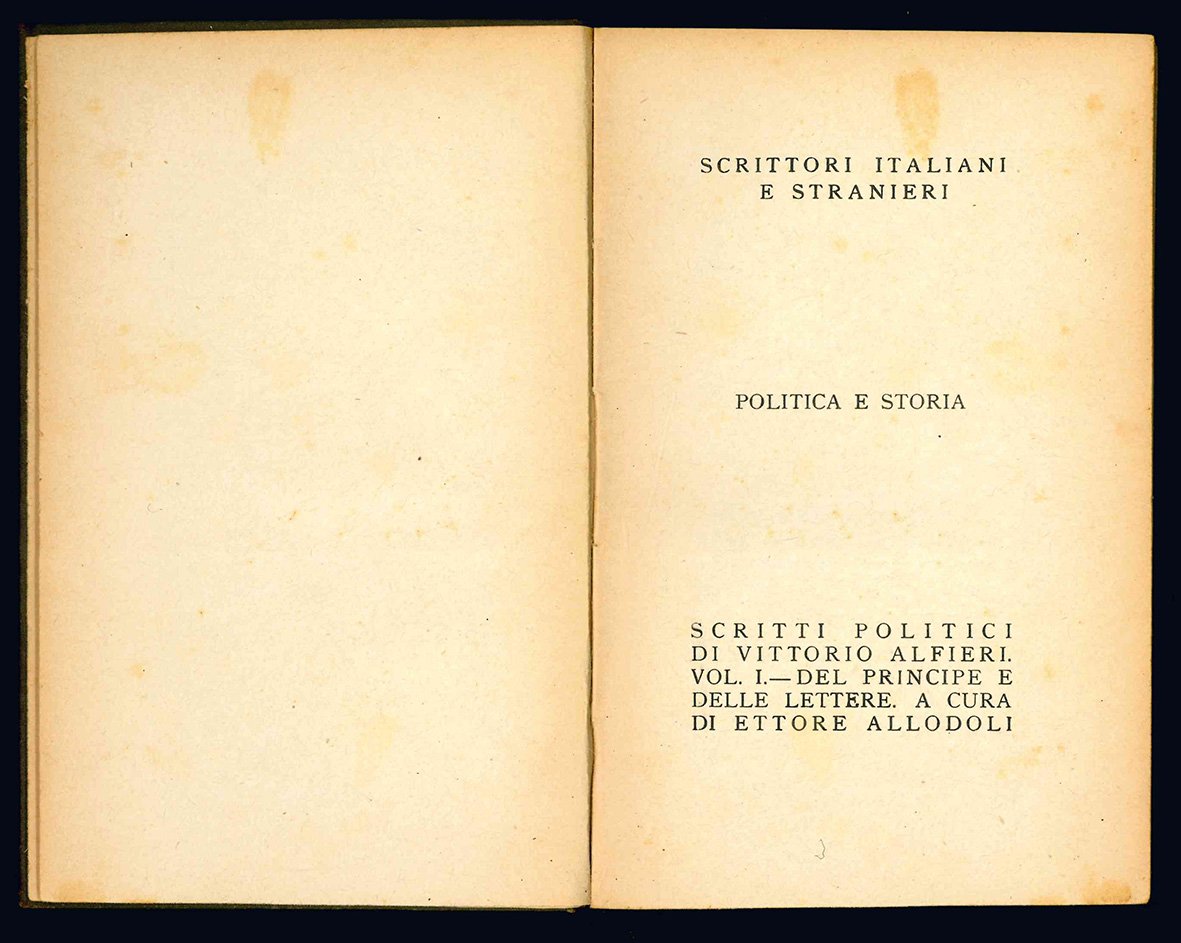 SCRITTORI ITALIANI
E STRANIERI
POLITICA E STORIA
SCRITTI POLITICI
DI VITTORIO ALFIERI.
VOL. I.—DEL PRINCIPE E
DELLE LETTERE. A CURA
DI ETTORE ALLODOLI